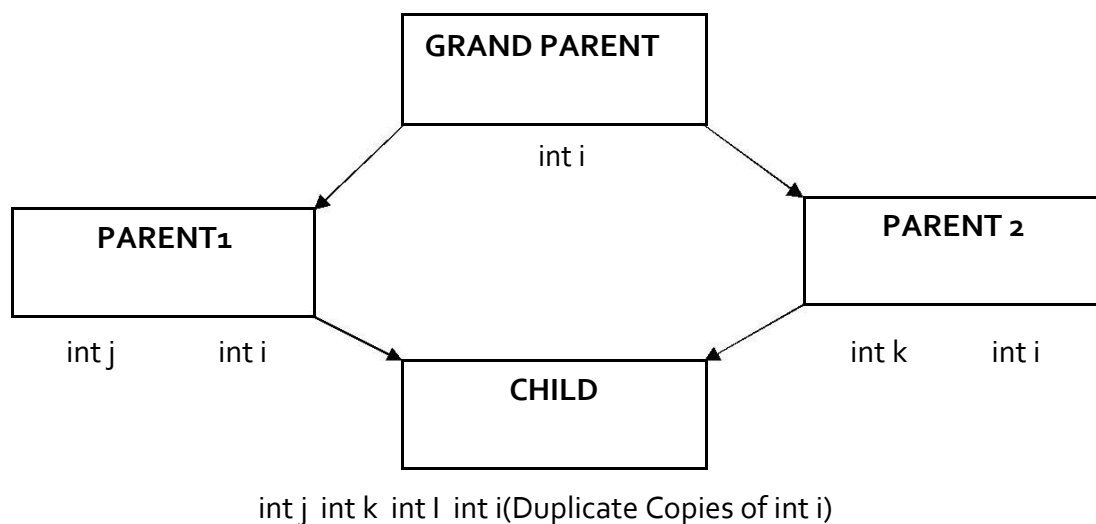 GRAND PARENT
int i
PARENT1
PARENT 2
int j int i
int k int i
CHILD
int j int k int I int i(Duplicate Copies of int i)